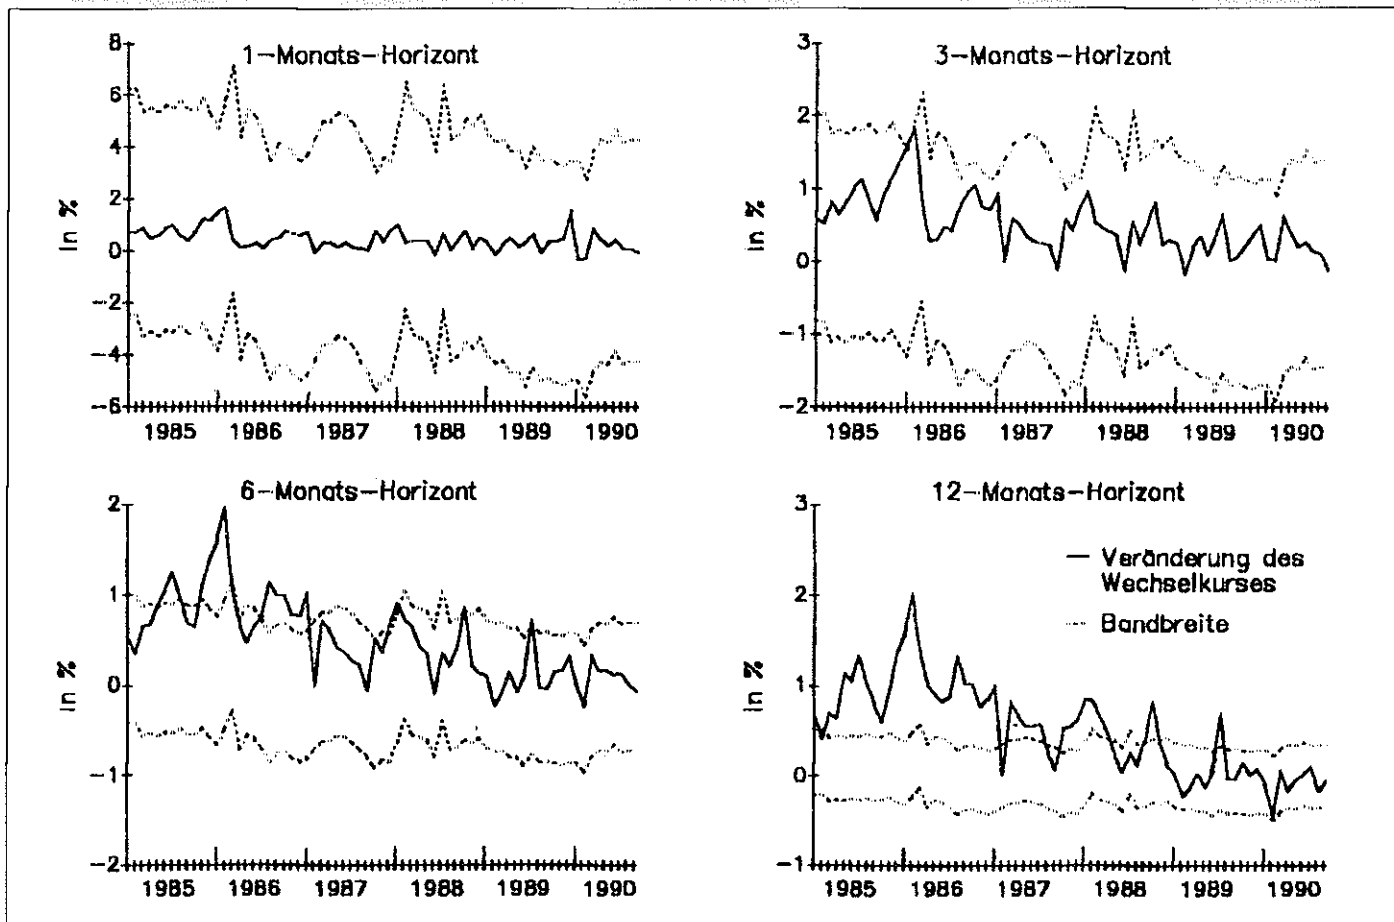 1-Monats-Horizont
8
6
4
2
0
-2
-4
-6
In %
1985 1986 1987 1988 1989 1990
3-Monats-Horizont
3
2
1
0
-1
-2
In %
1985 1986 1987 1988 1989 1990
6-Monats-Horizont
2
1
0
-1
-2
In %
1985 1986 1987 1988 1989 1990
12-Monats-Horizont
3
2
1
0
-1
In %
Veränderung des
Wechselkurses
Bandbreite
1985 1986 1987 1988 1989 1990